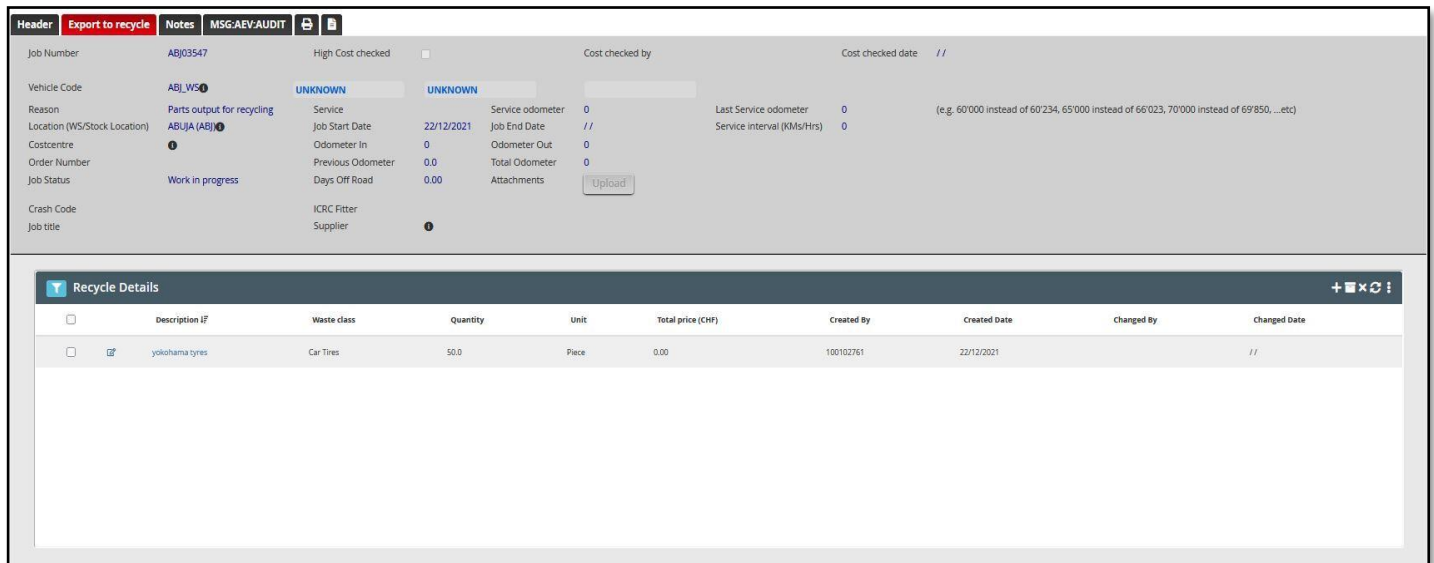 Header Export to recycle Notes MSG:AEV:AUDIT
Job Number ABJ03547 High Cost checked Cost checked by Cost checked date / /
Vehicle Code ABJ_WS UNKNOWN UNKNOWN
Reason Parts output for recycling Service Service odometer 0 Last Service odometer 0 (e.g. 60'000 instead of 60'234, 65'000 instead of 66'023, 70'000 instead of 69'850, ...etc)
Location (WS/Stock Location) ABUJA (ABJ) Job Start Date 22/12/2021 Job End Date / / Service interval (KMs/Hrs) 0
Costcentre Odometer In 0 Odometer Out 0
Order Number Previous Odometer 0.0 Total Odometer 0
Job Status Work in progress Days Off Road 0.00 Attachments Upload
Crash Code ICRC Fitter
Job title Supplier
Recycle Details
Description Waste class Quantity Unit Total price (CHF) Created By Created Date Changed By Changed Date
yokohama tyres Car Tires 50.0 Piece 0.00 100102761 22/12/2021 / /